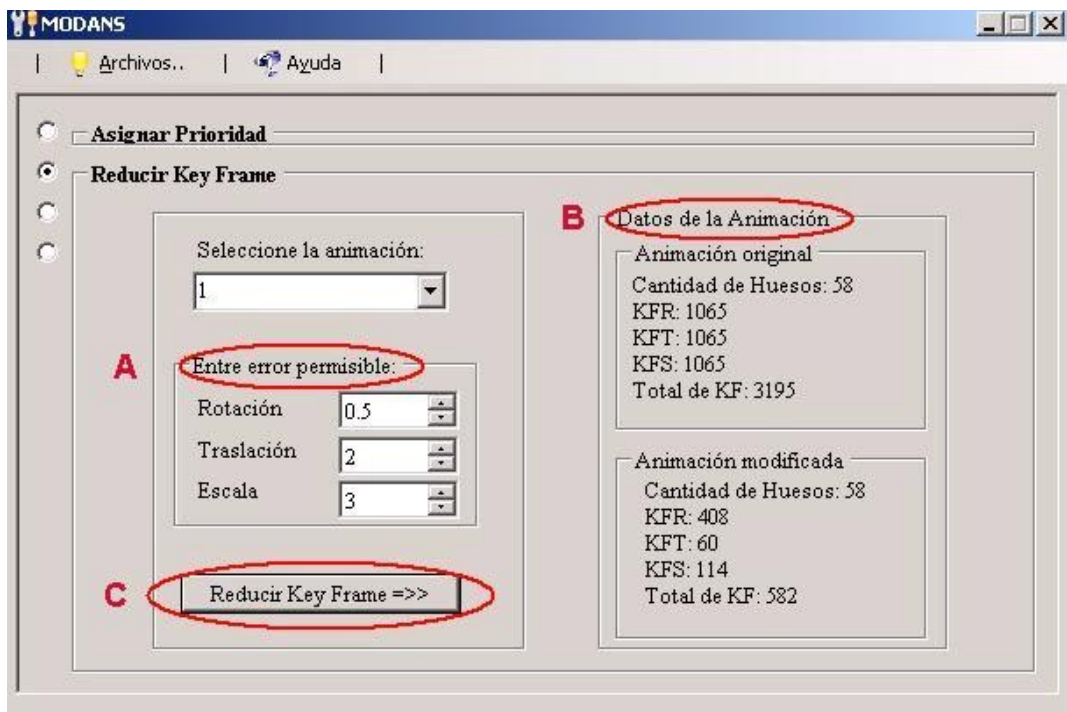 MODANS
| Archivos.. | Ayuda |
Asignar Prioridad
Reducir Key Frame
Seleccione la animación:
1
A
Entre error permisible:
Rotación 0.5
Traslación 2
Escala 3
C
Reducir Key Frame =>>
B
Datos de la Animación
Animación original
Cantidad de Huesos: 58
KFR: 1065
KFT: 1065
KFS: 1065
Total de KF: 3195
Animación modificada
Cantidad de Huesos: 58
KFR: 408
KFT: 60
KFS: 114
Total de KF: 582